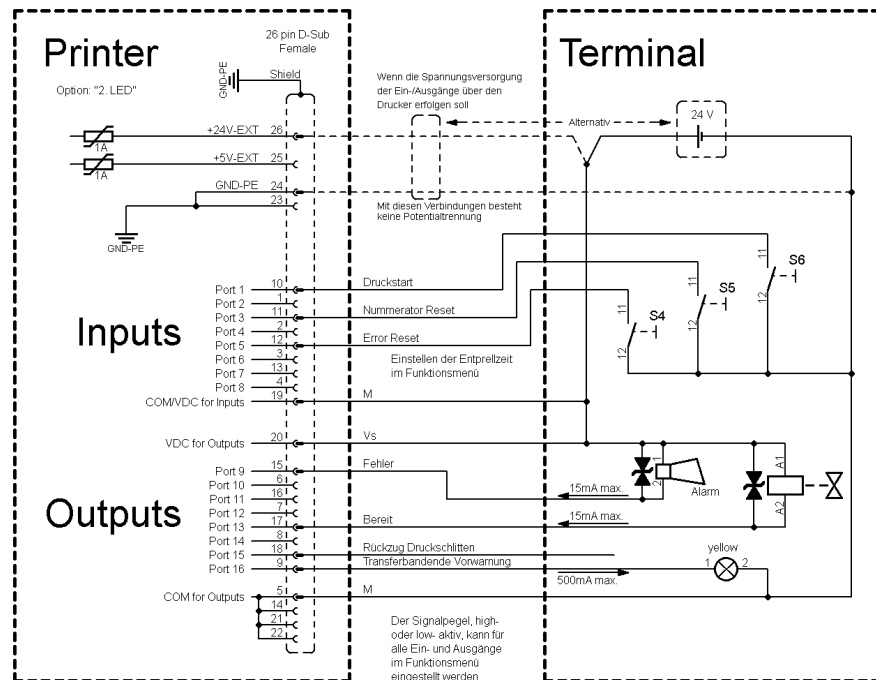 Printer
26 pin D-Sub
Female
Terminal
Option: "2. LED"
GND-PE
Shield
Wenn die Spannungsversorgung
der Ein-/Ausgänge über den
Drucker erfolgen soll
Alternativ
24 V
+24V-EXT 26
1A
+5V-EXT 25
1A
GND-PE 24
23
GND-PE
Mit diesen Verbindungen besteht
keine Potentialtrennung
Inputs
Port 1 10 Druckstart
Port 2 1
Port 3 11 Nummerator Reset
Port 4 2
Port 5 12 Error Reset
Port 6 3
Port 7 13
Port 8 4
COM/VDC for Inputs 19 M
Einstellen der Entprellzeit
im Funktionsmenü
11 S4 12
11 S5 12
11 S6 12
VDC for Outputs 20 Vs
Outputs
Port 9 15 Fehler
Port 10 6
Port 11 16
Port 12 7
Port 13 17 Bereit
Port 14 8
Port 15 18 Rückzug Druckschlitten
Port 16 9 Transferbandende Vorwarnung
COM for Outputs 5 M
14
21
22
15mA max.
1 2 Alarm
15mA max.
A1 A2
500mA max.
yellow
1 2
Der Signalpegel, high-
oder low- aktiv, kann für
alle Ein- und Ausgänge
im Funktionsmenü
eingestellt werden